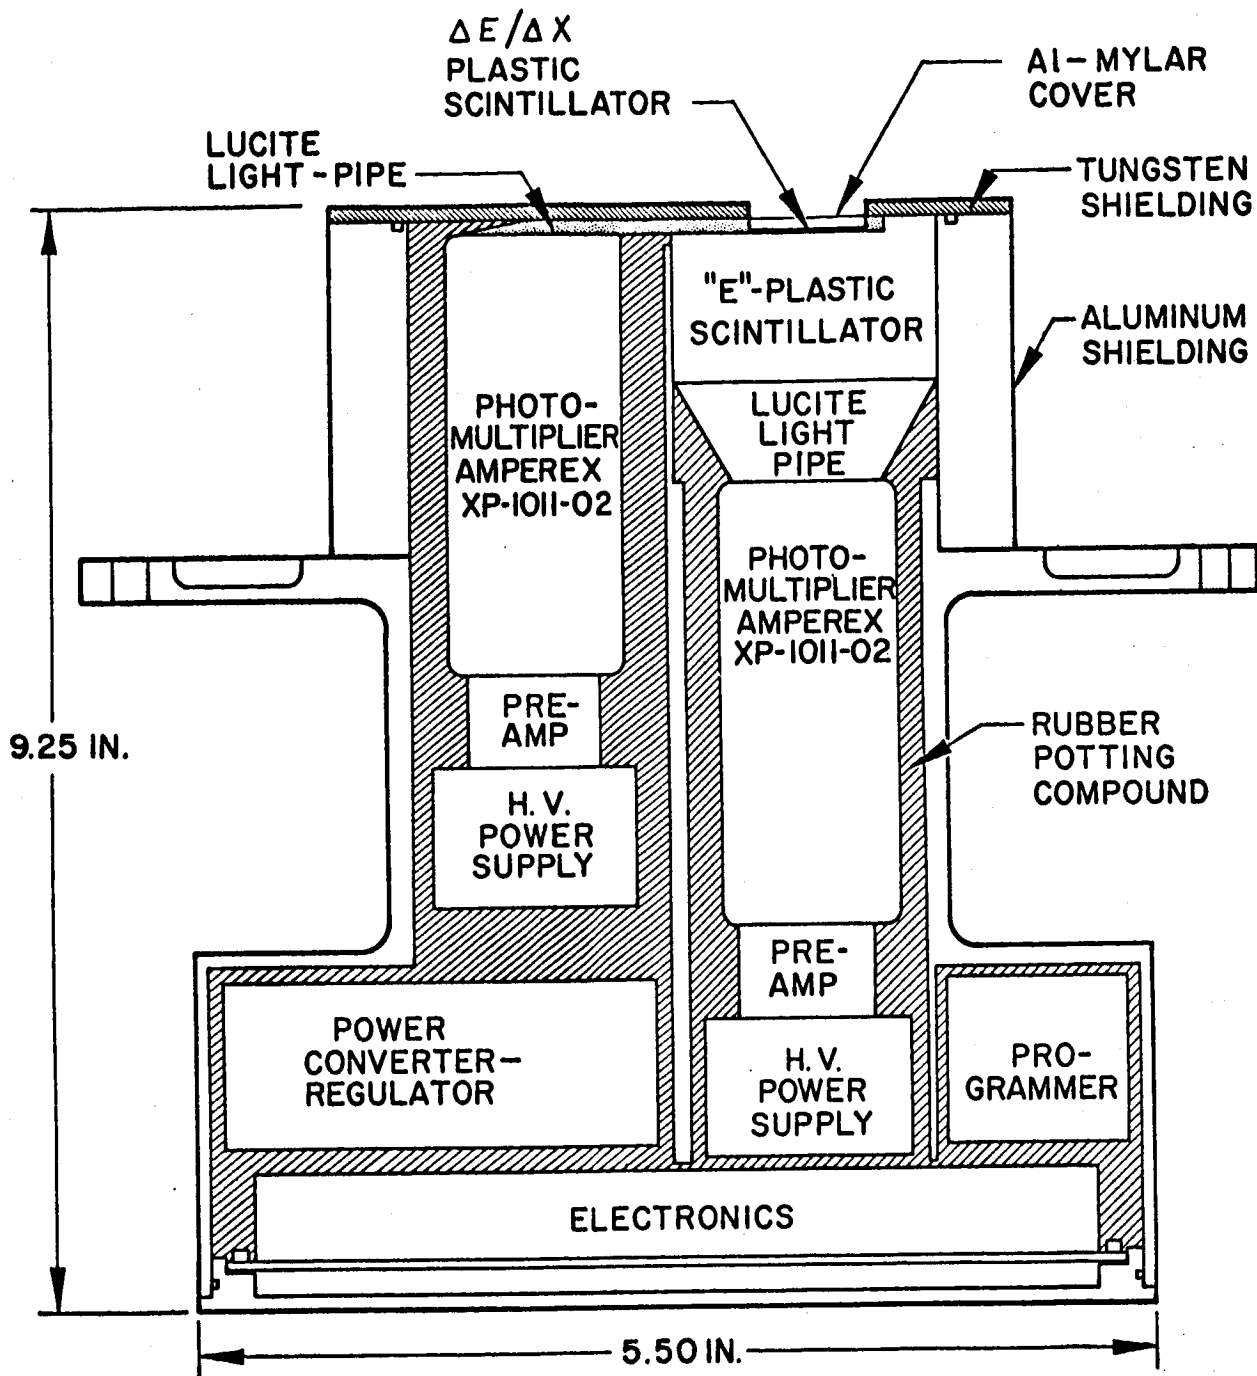 Δ E/Δ X
PLASTIC
SCINTILLATOR
Al-MYLAR
COVER
LUCITE
LIGHT-PIPE
TUNGSTEN
SHIELDING
"E"-PLASTIC
SCINTILLATOR
ALUMINUM
SHIELDING
PHOTO-
MULTIPLIER
AMPEREX
XP-1011-02
LUCITE
LIGHT
PIPE
PHOTO-
MULTIPLIER
AMPEREX
XP-1011-02
PRE-
AMP
9.25 IN.
RUBBER
POTTING
COMPOUND
H. V.
POWER
SUPPLY
PRE-
AMP
POWER
CONVERTER-
REGULATOR
H. V.
POWER
SUPPLY
PRO-
GRAMMER
ELECTRONICS
5.50 IN.